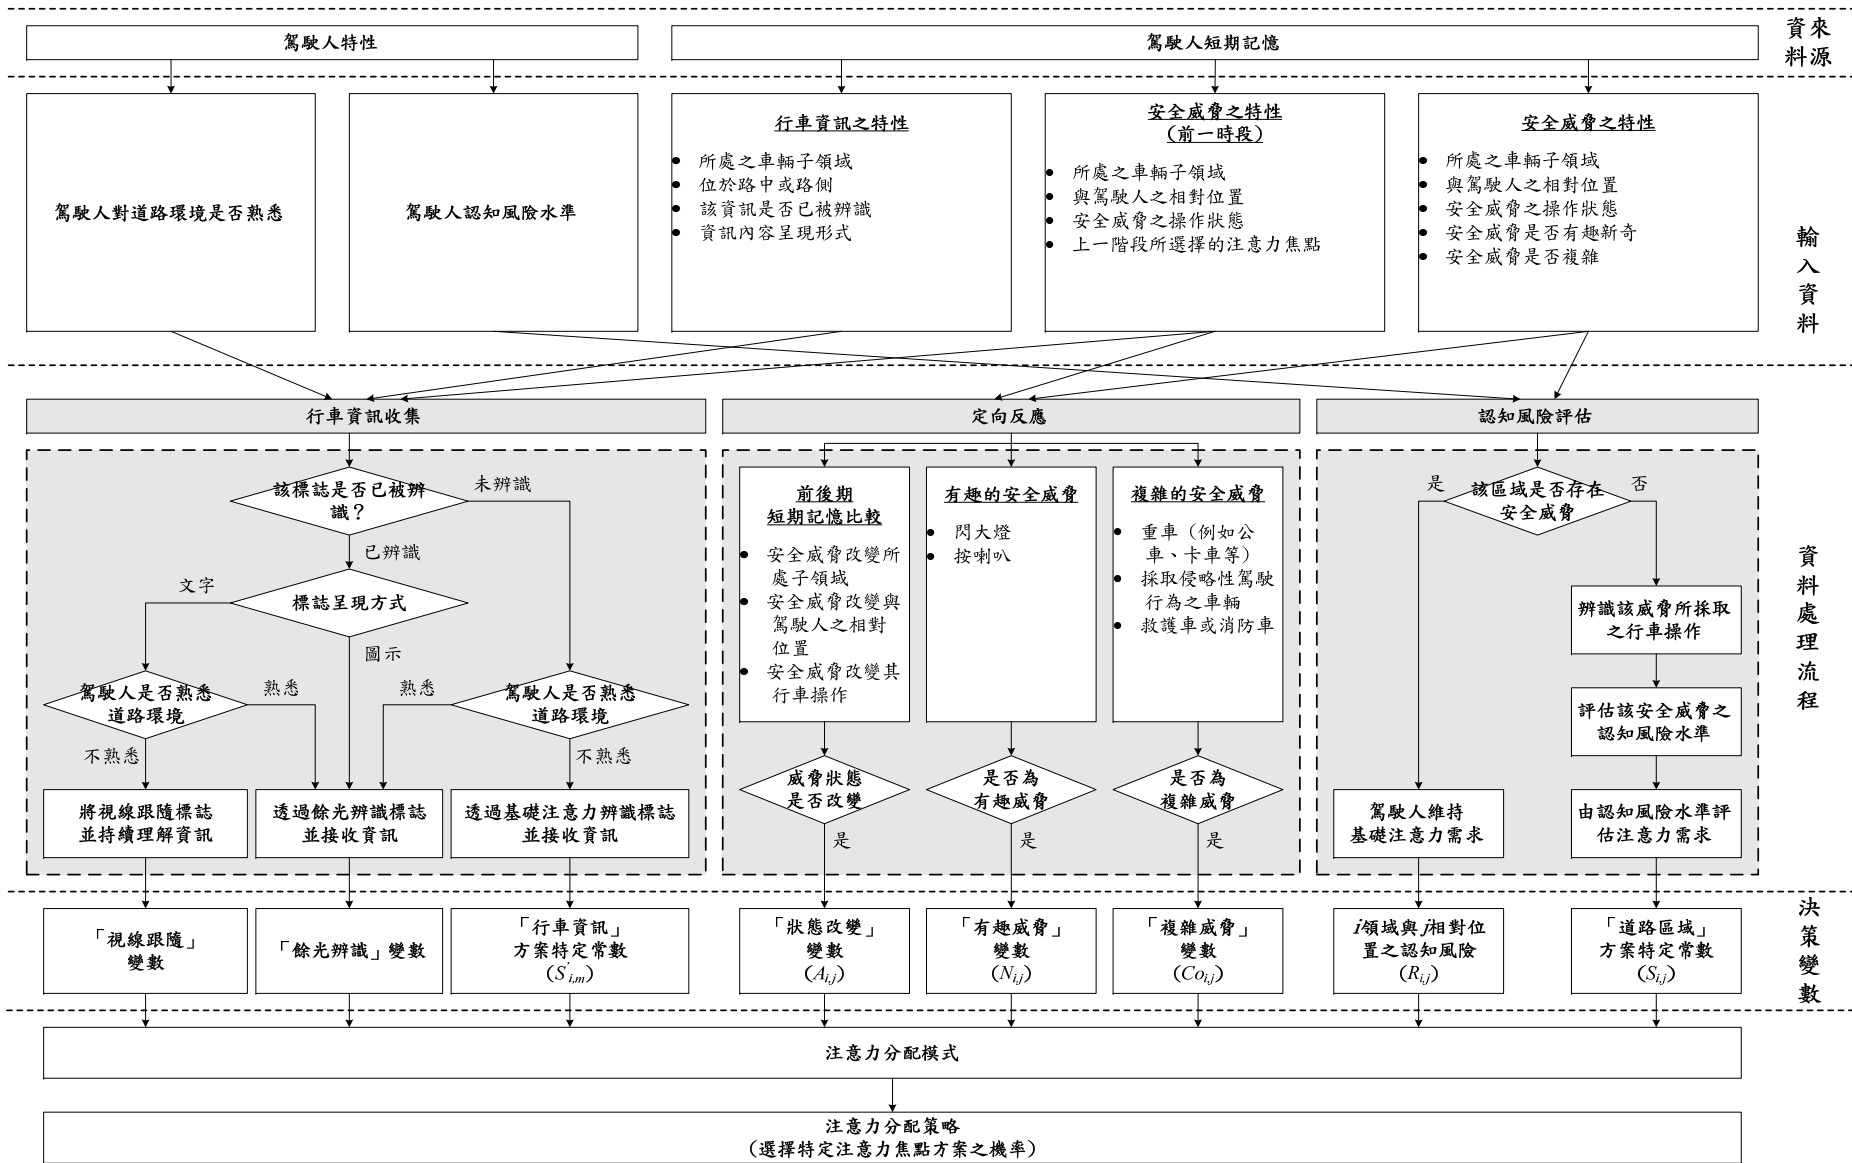 駕駛人特性
駕駛人短期記憶
資料來源
駕駛人對道路環境是否熟悉
駕駛人認知風險水準
行車資訊之特性
● 所處之車輛子領域
● 位於路中或路側
● 該資訊是否已被辨識
● 資訊內容呈現形式
安全威脅之特性
(前一時段)
● 所處之車輛子領域
● 與駕駛人之相對位置
● 安全威脅之操作狀態
● 上一階段所選擇的注意力焦點
安全威脅之特性
● 所處之車輛子領域
● 與駕駛人之相對位置
● 安全威脅之操作狀態
● 安全威脅是否有趣新奇
● 安全威脅是否複雜
輸入資料
行車資訊收集
定向反應
認知風險評估
該標誌是否已被辨
識？
未辨識
已辨識
文字
標誌呈現方式
圖示
駕駛人是否熟悉
道路環境
熟悉
不熟悉
熟悉
駕駛人是否熟悉
道路環境
不熟悉
將視線跟隨標誌
並持續理解資訊
透過餘光辨識標誌
並接收資訊
透過基礎注意力辨識標誌
並接收資訊
前後期
短期記憶比較
● 安全威脅改變所
處子領域
● 安全威脅改變與
駕駛人之相對
位置
● 安全威脅改變其
行車操作
有趣的安全威脅
● 閃大燈
● 按喇叭
複雜的安全威脅
● 重車（例如公
車、卡車等）
● 採取侵略性駕駛
行為之車輛
● 救護車或消防車
威脅狀態
是否改變
是
是否為
有趣威脅
是
是否為
複雜威脅
是
是
該區域是否存在
安全威脅
否
辨識該威脅所採取
之行車操作
評估該安全威脅之
認知風險水準
駕駛人維持
基礎注意力需求
由認知風險水準評
估注意力需求
資料處理流程
「視線跟隨」
變數
「餘光辨識」變數
「行車資訊」
方案特定常數
(S'i,m)
「狀態改變」
變數
(Ai,j)
「有趣威脅」
變數
(Ni,j)
「複雜威脅」
變數
(Coi,j)
i領域與j相對位
置之認知風險
(Ri,j)
「道路區域」
方案特定常數
(Si,j)
決策變數
注意力分配模式
注意力分配策略
(選擇特定注意力焦點方案之機率)